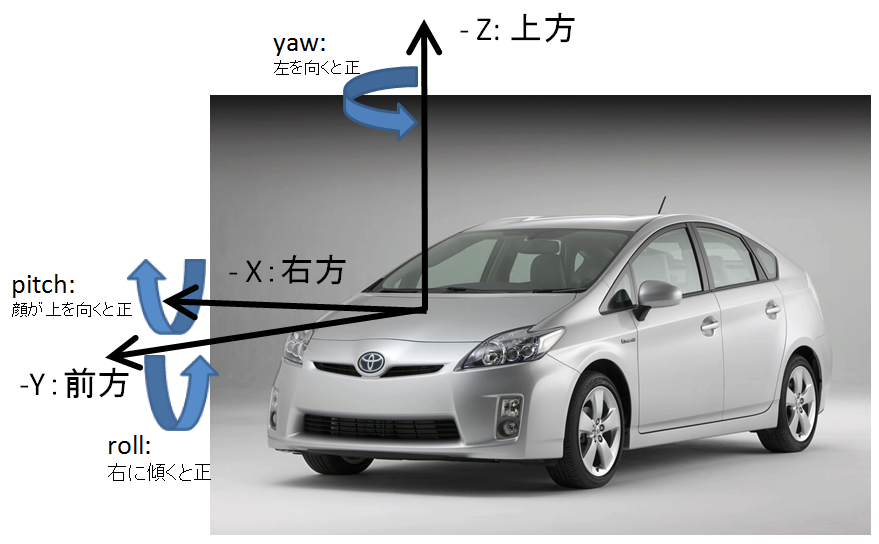 yaw:
左を向くと正
- Z: 上方
- X：右方
pitch:
顔が上を向くと正
-Y：前方
roll:
右に傾くと正